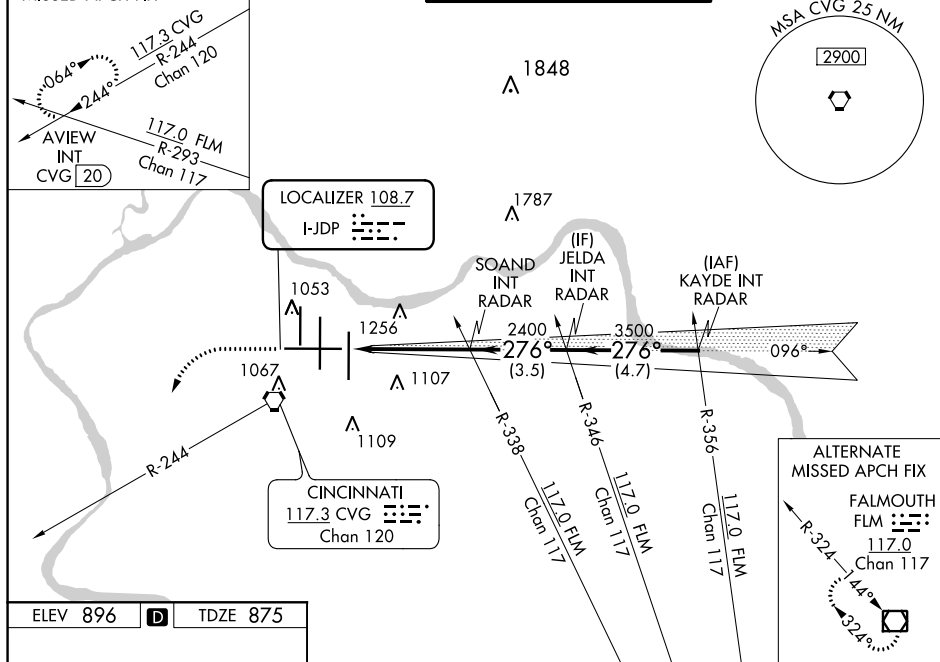 117.3 CVG
R-244
Chan 120
064°
244°
117.0 FLM
R-293
Chan 117
AVIEW
INT
CVG 20
1848
MSA CVG 25 NM
2900
LOCALIZER 108.7
I-JDP
1787
SOAND
INT
RADAR
(IF)
JELDA
INT
RADAR
(IAF)
KAYDE INT
RADAR
1053
1256
2400
3500
276°
276°
096°
(3.5)
(4.7)
1067
1107
1109
R-244
R-338
R-346
R-356
CINCINNATI
117.3 CVG
Chan 120
117.0 FLM
Chan 117
117.0 FLM
Chan 117
117.0 FLM
Chan 117
ALTERNATE
MISSED APCH FIX
FALMOUTH
FLM
117.0
Chan 117
R-324
144°
324°
ELEV 896 D TDZE 875